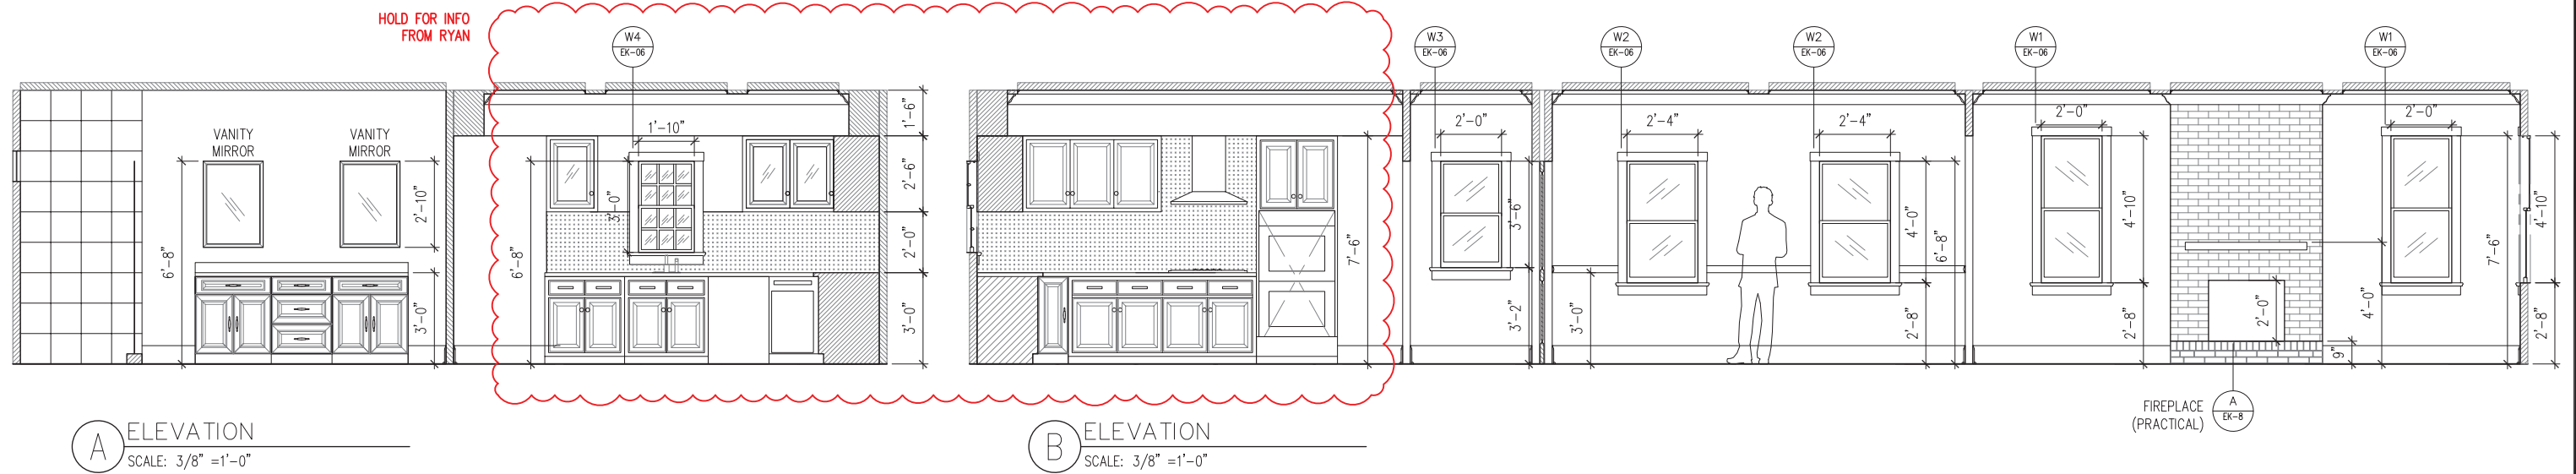 HOLD FOR INFO
FROM RYAN
W4
EK-06
W3
EK-06
W2
EK-06
W2
EK-06
W1
EK-06
W1
EK-06
VANITY
MIRROR
VANITY
MIRROR
6'-8"
2'-10"
3'-0"
6'-8"
1'-10"
3'-0"
1'-6"
2'-6"
2'-0"
3'-0"
7'-6"
2'-0"
3'-6"
3'-2"
3'-0"
2'-4"
2'-4"
4'-0"
6'-8"
2'-8"
2'-0"
4'-10"
2'-8"
2'-0"
9"
4'-0"
2'-0"
7'-6"
4'-10"
2'-8"
FIREPLACE
(PRACTICAL)
A
EK-8
A
ELEVATION
SCALE: 3/8" =1'-0"
B
ELEVATION
SCALE: 3/8" =1'-0"